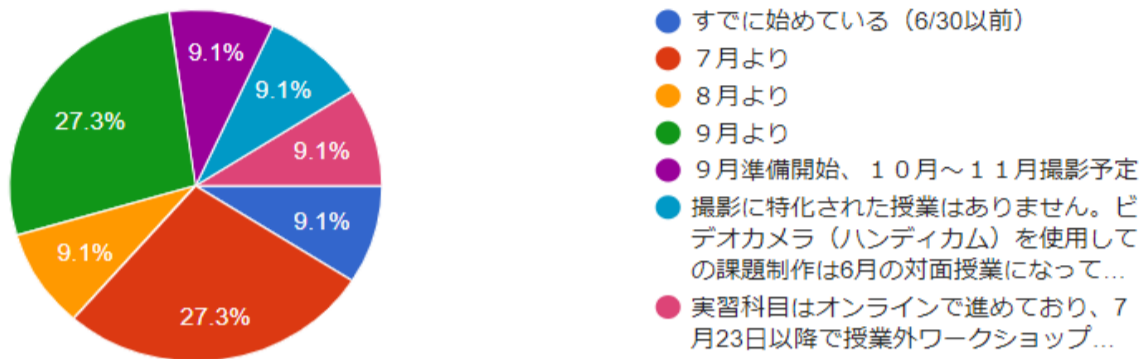 9.1%
9.1%
27.3%
9.1%
9.1%
9.1%
27.3%
すでに始めている（6/30以前）
７月より
８月より
９月より
９月準備開始、１０月～１１月撮影予定
撮影に特化された授業はありません。ビ
デオカメラ（ハンディカム）を使用して
の課題制作は6月の対面授業になって…
実習科目はオンラインで進めており、7
月23日以降で授業外ワークショップ…